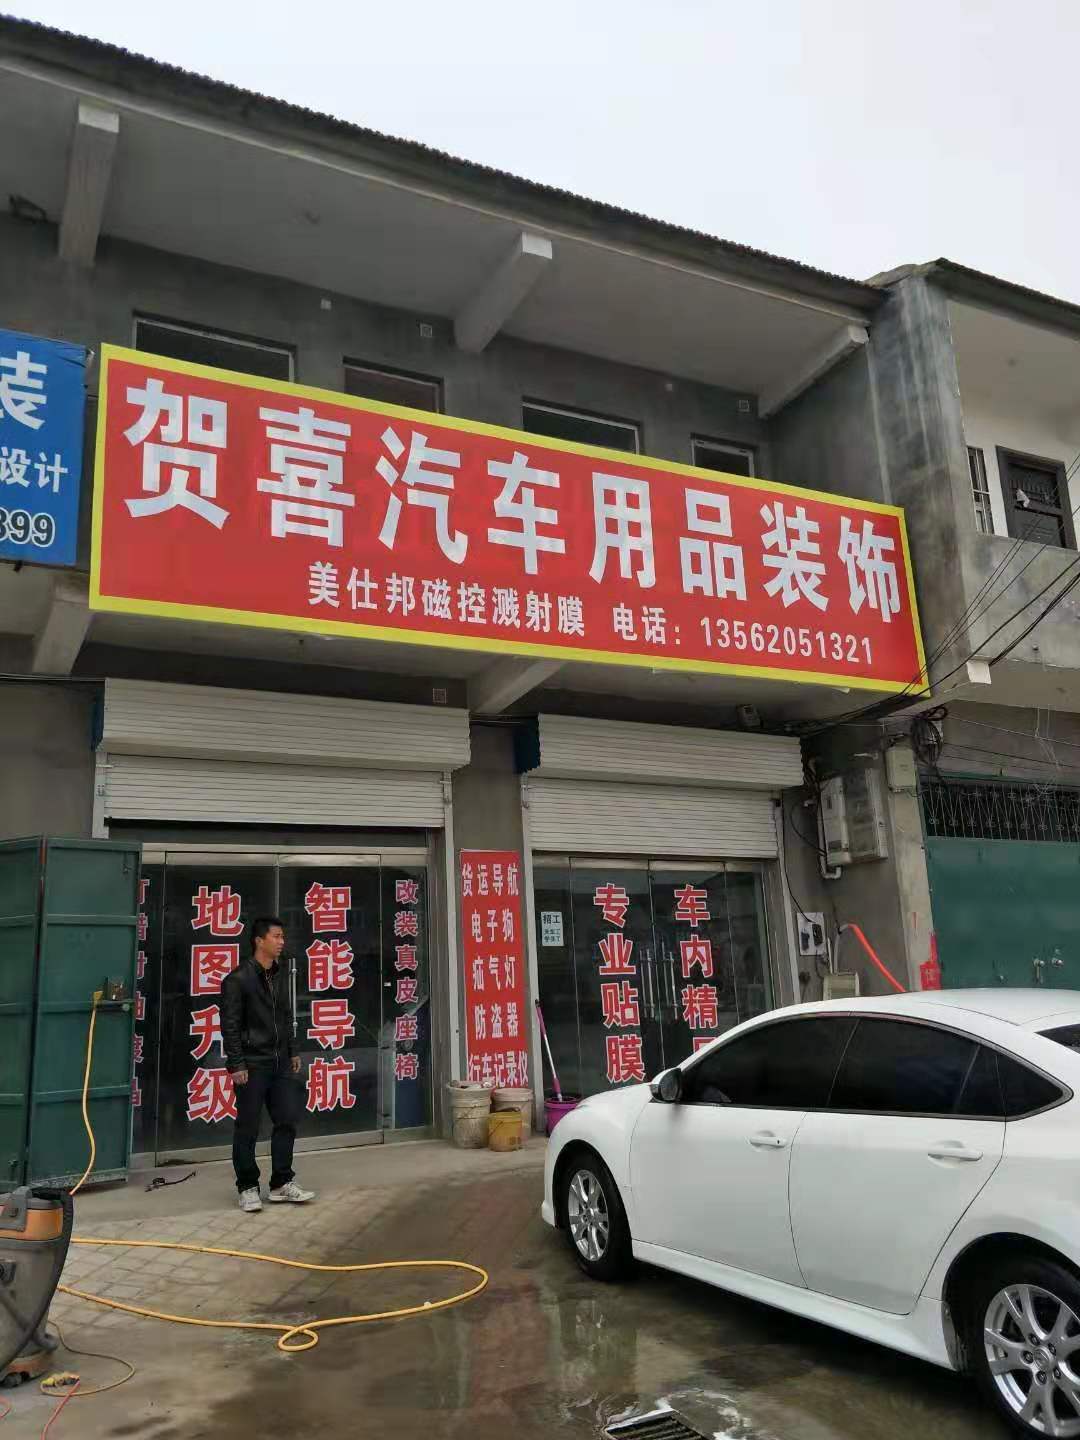 装
设计
899
贺喜汽车用品装饰
美仕邦磁控溅射膜 电话：13562051321
地图升级
智能导航
改装真皮座椅
货运导航
电子狗
疝气灯
防盗器
行车记录仪
招工
专业贴膜
车内精